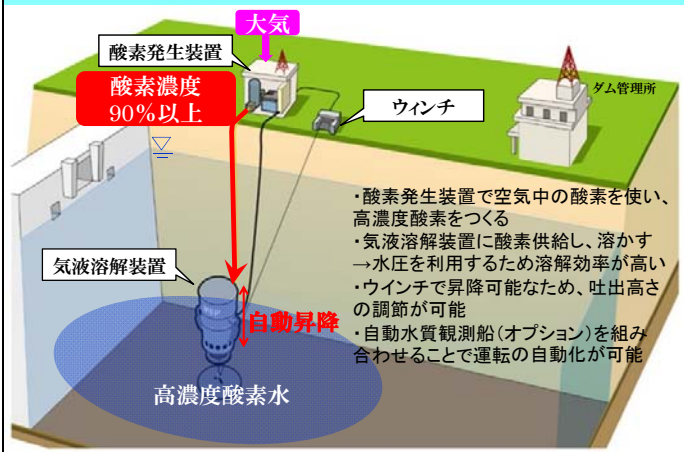 大気
酸素発生装置
酸素濃度
90%以上
ウィンチ
ダム管理所
・酸素発生装置で空気中の酸素を使い、
高濃度酸素をつくる
・気液溶解装置に酸素供給し、溶かす
→水圧を利用するため溶解効率が高い
・ウインチで昇降可能なため、吐出高さ
の調節が可能
・自動水質観測船(オプション)を組み
合わせることで運転の自動化が可能
気液溶解装置
自動昇降
高濃度酸素水